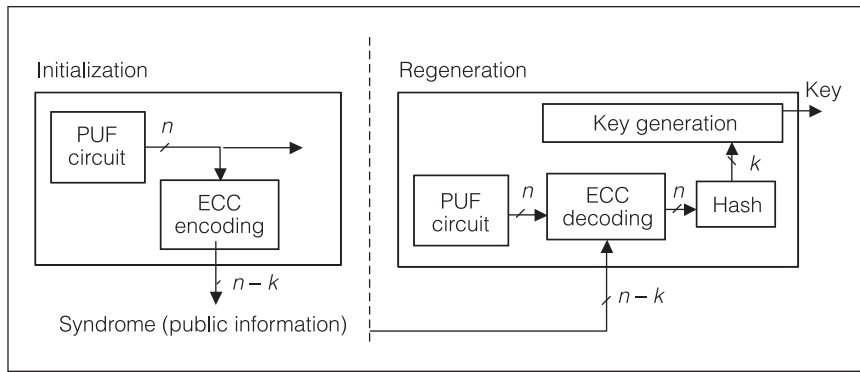 Initialization
PUF
circuit
n
ECC
encoding
n – k
Syndrome (public information)
Regeneration
Key
Key generation
k
PUF
circuit
n
ECC
decoding
n
Hash
n – k